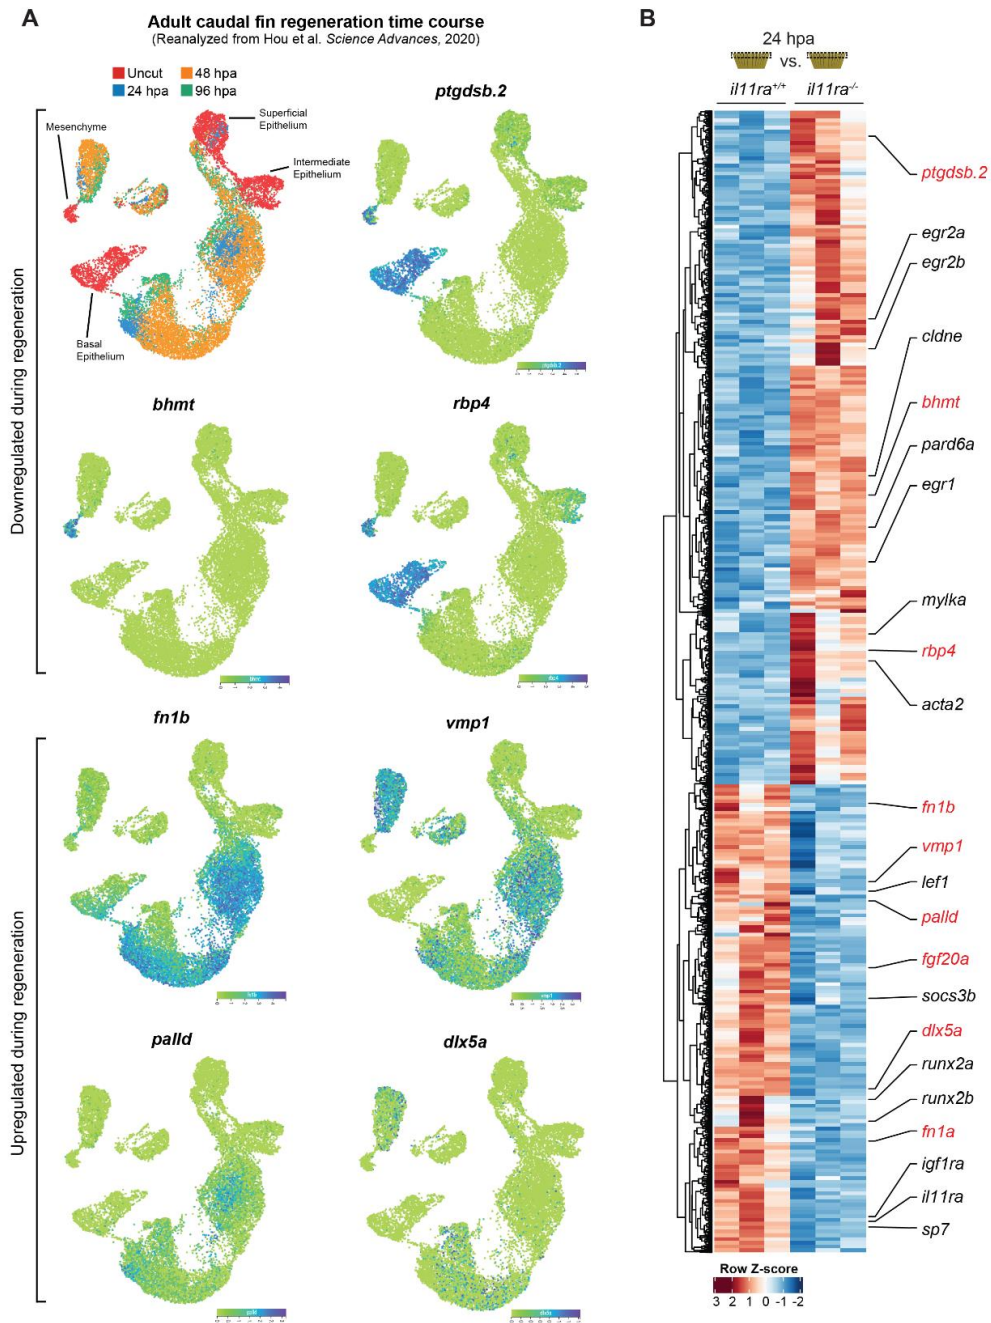 A
Adult caudal fin regeneration time course
(Reanalyzed from Hou et al. Science Advances, 2020)
Uncut
48 hpa
24 hpa
96 hpa
Mesenchyme
Superficial
Epithelium
Intermediate
Epithelium
Basal
Epithelium
ptgdsb.2
Downregulated during regeneration
bhmt
rbp4
fn1b
vmp1
Upregulated during regeneration
palld
dlx5a
B
24 hpa
vs.
il11ra+/+
il11ra-/-
ptgdsb.2
egr2a
egr2b
cldne
bhmt
pard6a
egr1
mylka
rbp4
acta2
fn1b
vmp1
lef1
palld
fgf20a
socs3b
dlx5a
runx2a
runx2b
fn1a
igf1ra
il11ra
sp7
Row Z-score
3 2 1 0 -1 -2